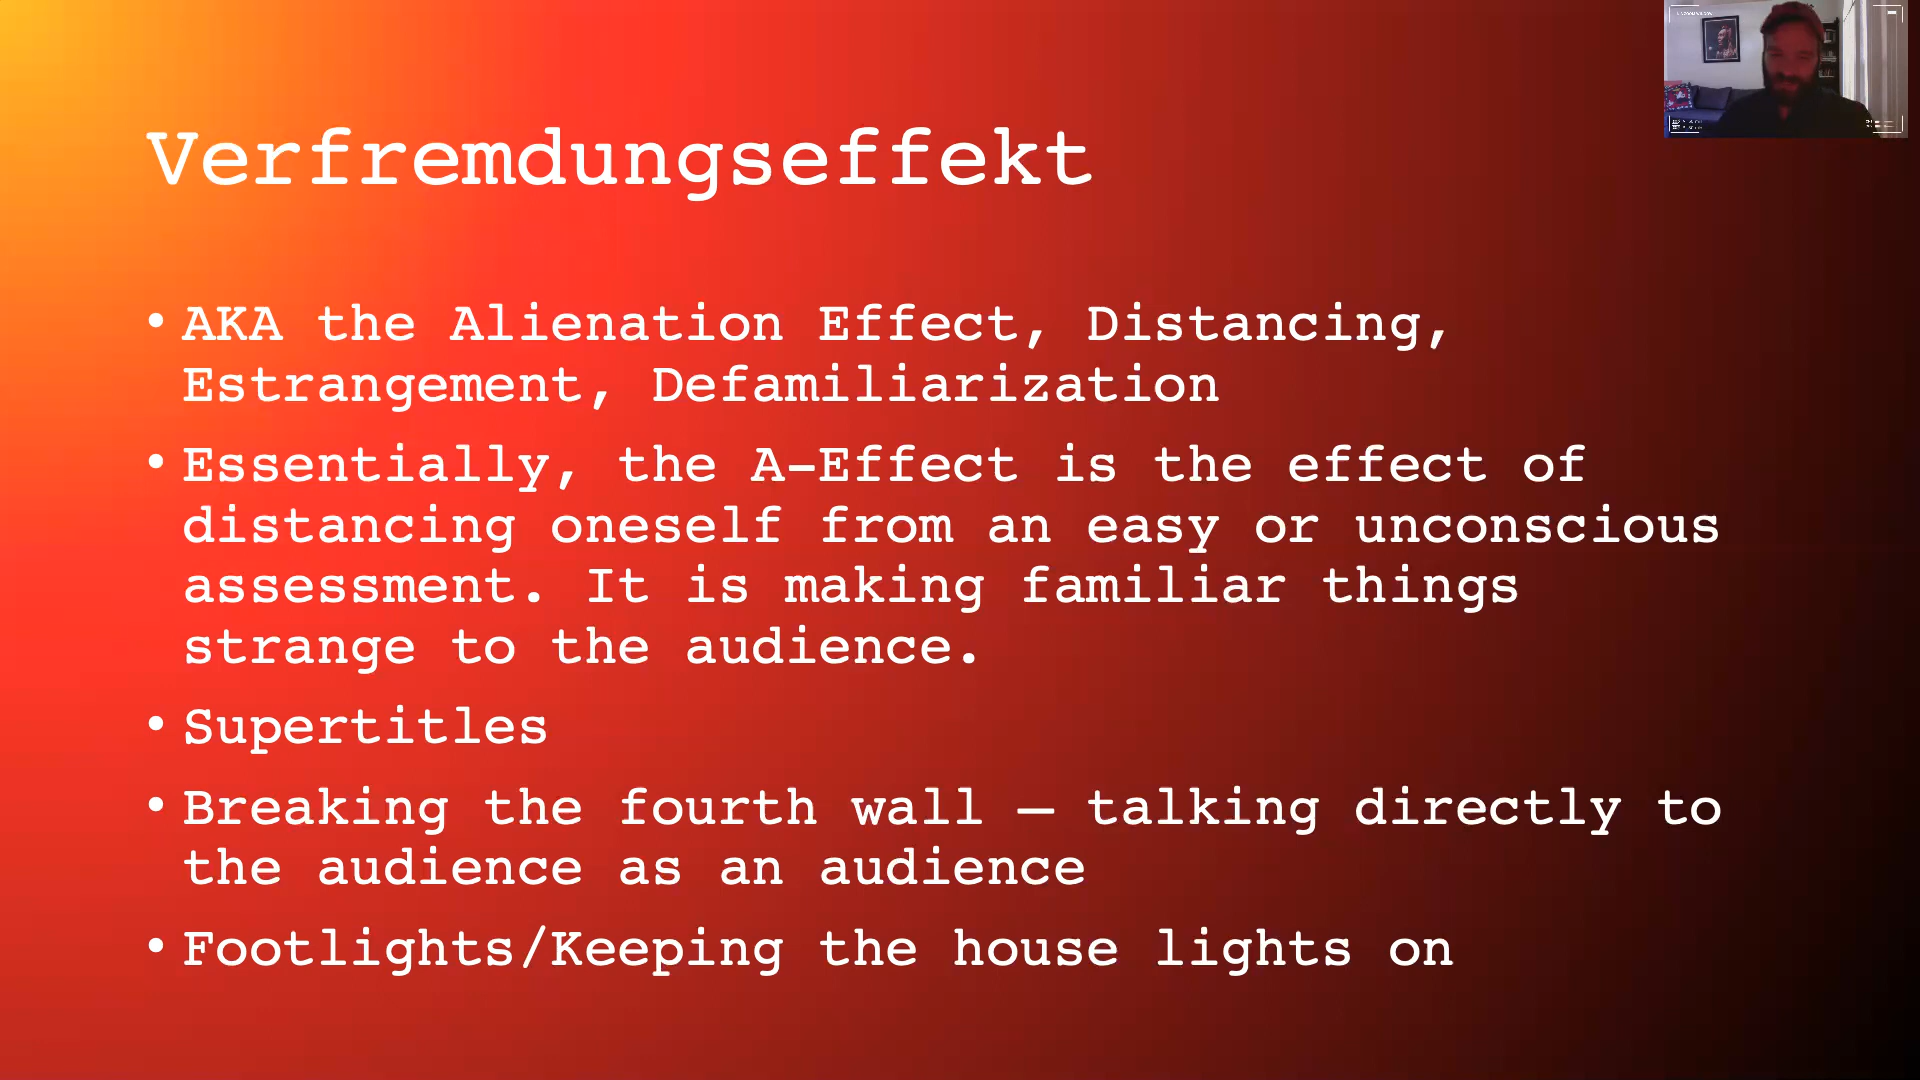 Verfremdungseffekt
• AKA the Alienation Effect, Distancing,
Estrangement, Defamiliarization
• Essentially, the A-Effect is the effect of
distancing oneself from an easy or unconscious
assessment. It is making familiar things
strange to the audience.
• Supertitles
• Breaking the fourth wall – talking directly to
the audience as an audience
• Footlights/Keeping the house lights on